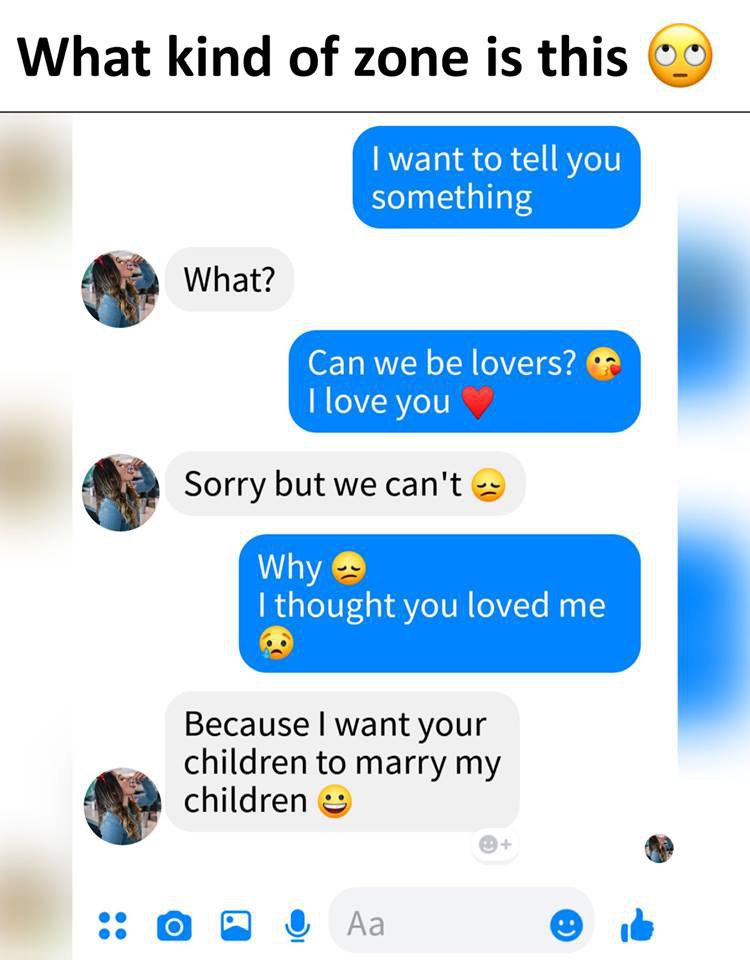 What kind of zone is this 🙄
I want to tell you
something
What?
Can we be lovers? 😘
I love you ❤️
Sorry but we can't 😞
Why 😞
I thought you loved me
😢
Because I want your
children to marry my
children 😀
Aa